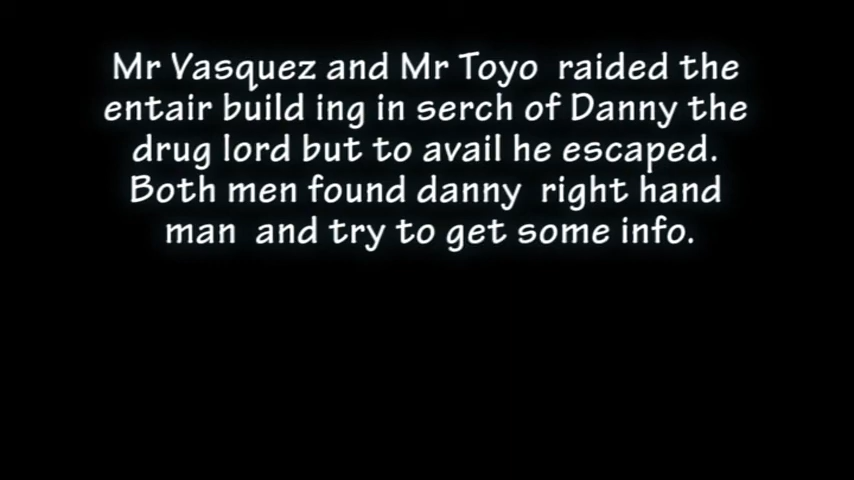 Mr Vasquez and Mr Toyo  raided the
entair build ing in serch of Danny the
drug lord but to avail he escaped.
Both men found danny  right hand
man  and try to get some info.